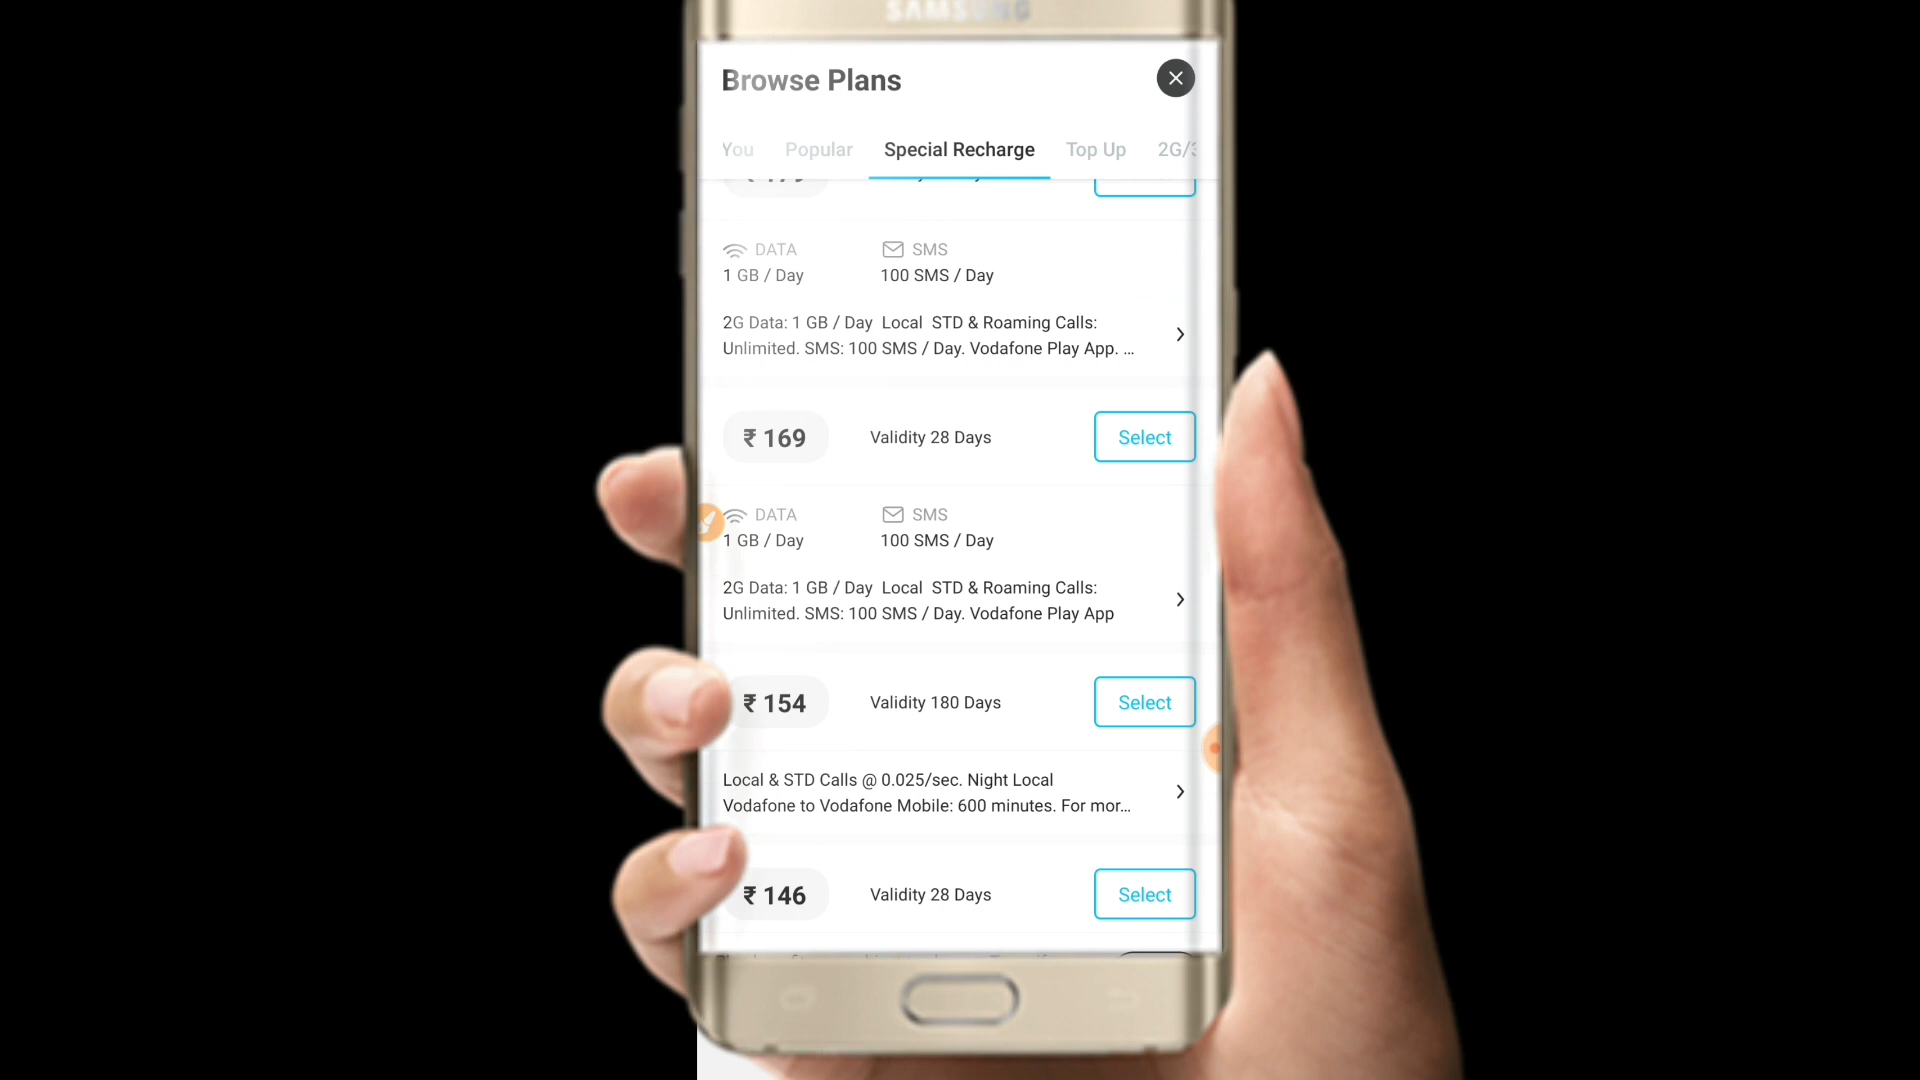 SAMSUNG
Browse Plans
You Popular Special Recharge Top Up 2G/3
DATA SMS
1 GB / Day 100 SMS / Day
2G Data: 1 GB / Day Local STD & Roaming Calls:
Unlimited. SMS: 100 SMS / Day. Vodafone Play App. ...
₹ 169 Validity 28 Days Select
DATA SMS
1 GB / Day 100 SMS / Day
2G Data: 1 GB / Day Local STD & Roaming Calls:
Unlimited. SMS: 100 SMS / Day. Vodafone Play App
₹ 154 Validity 180 Days Select
Local & STD Calls @ 0.025/sec. Night Local
Vodafone to Vodafone Mobile: 600 minutes. For mor...
₹ 146 Validity 28 Days Select